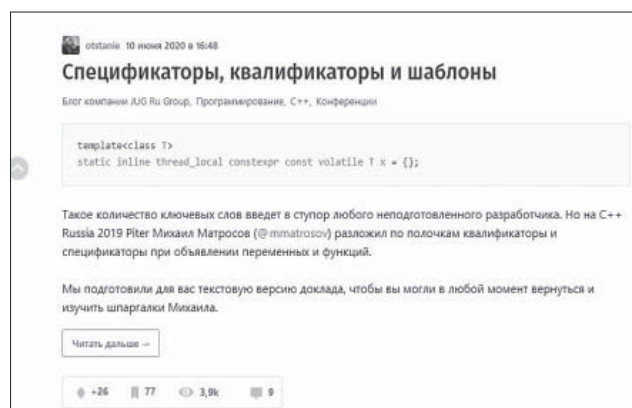 otstanie 10 июня 2020 в 16:48
Спецификаторы, квалификаторы и шаблоны
Блог компании JUG Ru Group, Программирование, C++, Конференции
template<class T>
static inline thread_local constexpr const volatile T x = {};
Такое количество ключевых слов введет в ступор любого неподготовленного разработчика. Но на C++
Russia 2019 Piter Михаил Матросов (@mmatrosov) разложил по полочкам квалификаторы и
спецификаторы при объявлении переменных и функций.
Мы подготовили для вас текстовую версию доклада, чтобы вы могли в любой момент вернуться и
изучить шпаргалки Михаила.
Читать дальше →
+26 77 3,9k 9